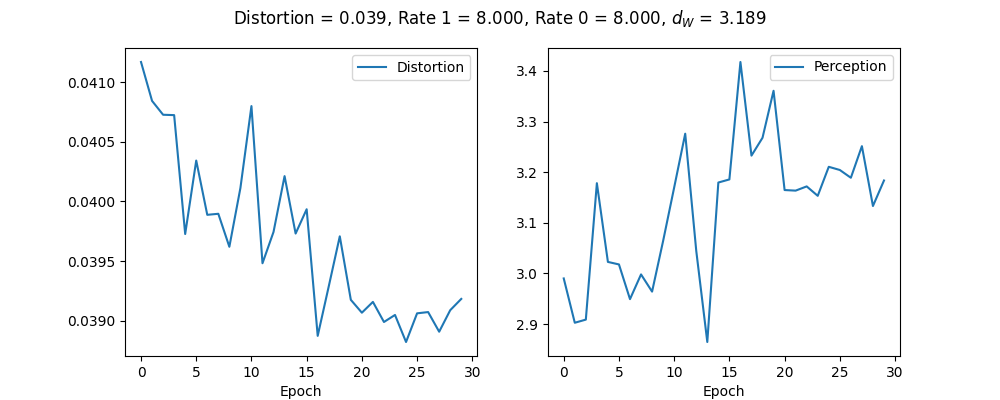 Distortion = 0.039, Rate 1 = 8.000, Rate 0 = 8.000, d_W = 3.189
Distortion
0.0410
0.0405
0.0400
0.0395
0.0390
0 5 10 15 20 25 30
Epoch
Perception
3.4
3.3
3.2
3.1
3.0
2.9
0 5 10 15 20 25 30
Epoch